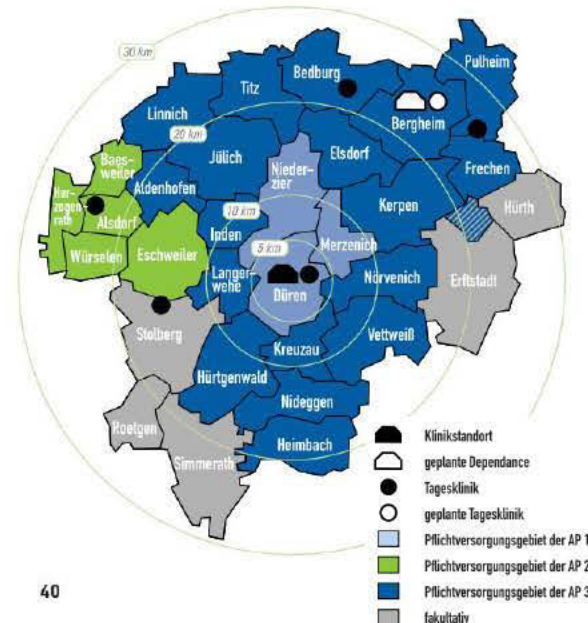 30 km
Pulheim
Bedburg
Titz
Linnich
Bergheim
20 km
Baes-
weiler
Jülich
Elsdorf
Nieder-
zier
Frechen
Aldenhofen
Her-
zogen-
rath
Alsdorf
Kerpen
Hürth
10 km
Inden
Merzenich
Würselen
Eschweiler
5 km
Langer-
wehe
Düren
Nörvenich
Erftstadt
Stolberg
Kreuzau
Vettweiß
Hürtgenwald
Nideggen
Roetgen
Heimbach
Simmerath
Klinikstandort
geplante Dependance
Tagesklinik
geplante Tagesklinik
Pflichtversorgungsgebiet der AP 1
Pflichtversorgungsgebiet der AP 2
Pflichtversorgungsgebiet der AP 3
fakultativ
40